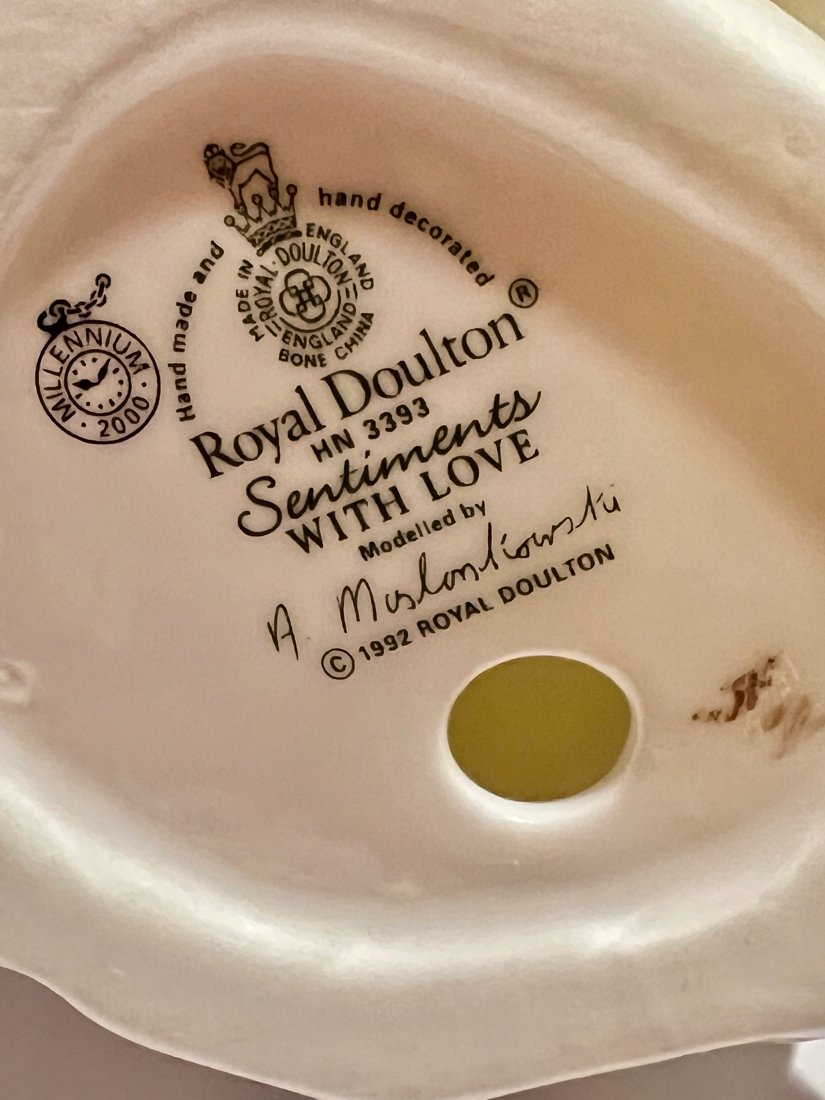 Hand made and hand decorated
MADE IN ENGLAND
ROYAL·DOULTON
ENGLAND
BONE CHINA
MILLENNIUM
· 2000 ·
Royal Doulton®
HN 3393
Sentiments
WITH LOVE
Modelled by
A. Maslankowski
© 1992 ROYAL DOULTON